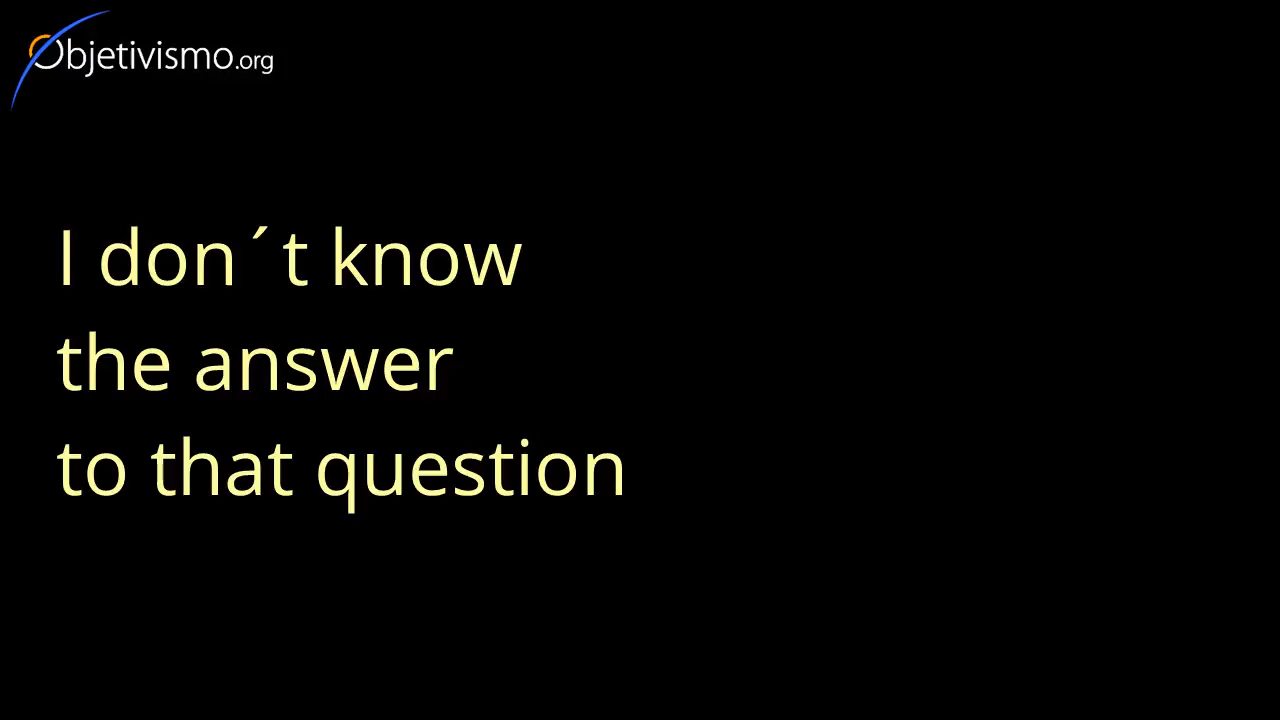 Objetivismo.org
I don´t know
the answer
to that question